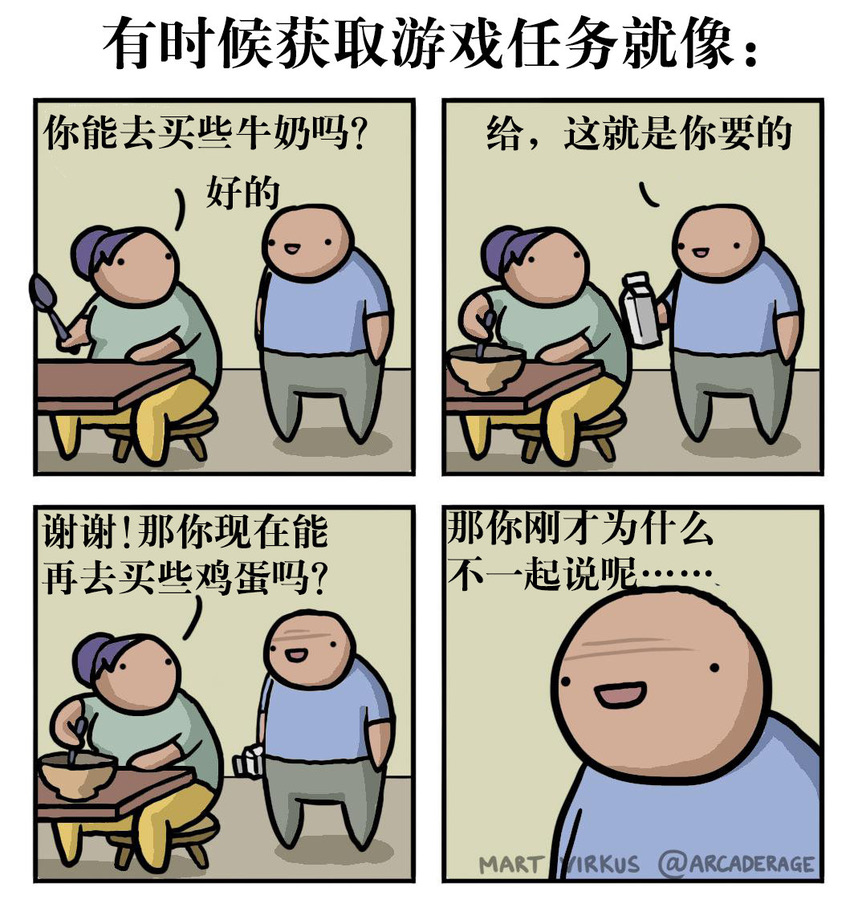 有时候获取游戏任务就像：
你能去买些牛奶吗？
好的
给，这就是你要的
谢谢！那你现在能
再去买些鸡蛋吗？
那你刚才为什么
不一起说呢……
MART VIRKUS @ARCADERAGE